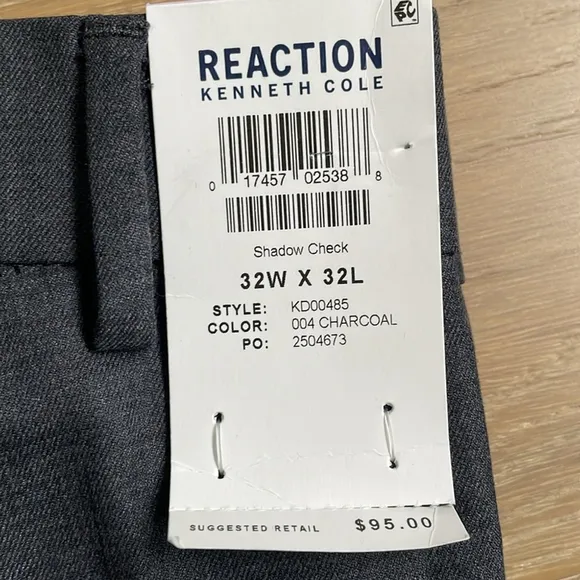 REACTION
KENNETH COLE
0 17457 02538 8
Shadow Check
32W X 32L
STYLE: KD00485
COLOR: 004 CHARCOAL
PO: 2504673
SUGGESTED RETAIL $95.00